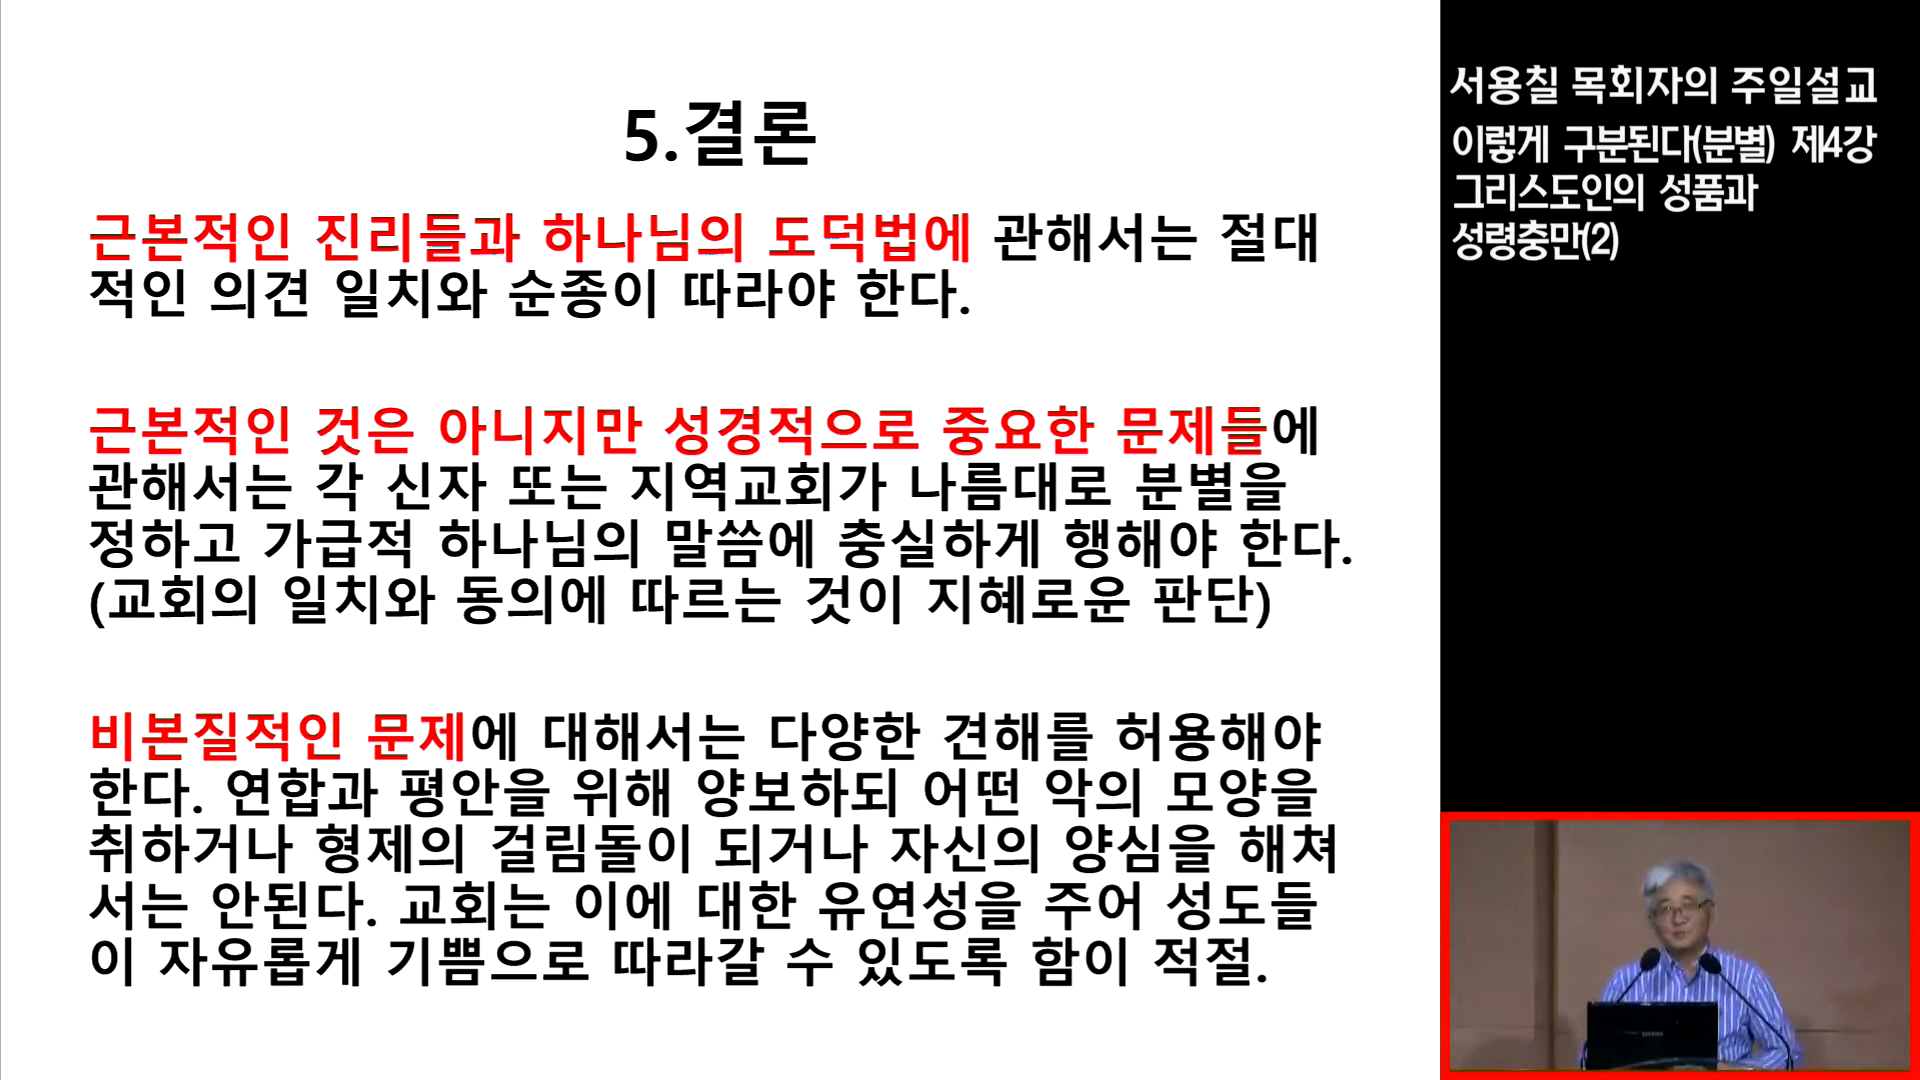 5.결론
근본적인 진리들과 하나님의 도덕법에 관해서는 절대
적인 의견 일치와 순종이 따라야 한다.
근본적인 것은 아니지만 성경적으로 중요한 문제들에
관해서는 각 신자 또는 지역교회가 나름대로 분별을
정하고 가급적 하나님의 말씀에 충실하게 행해야 한다.
(교회의 일치와 동의에 따르는 것이 지혜로운 판단)
비본질적인 문제에 대해서는 다양한 견해를 허용해야
한다. 연합과 평안을 위해 양보하되 어떤 악의 모양을
취하거나 형제의 걸림돌이 되거나 자신의 양심을 해쳐
서는 안된다. 교회는 이에 대한 유연성을 주어 성도들
이 자유롭게 기쁨으로 따라갈 수 있도록 함이 적절.
서용칠 목회자의 주일설교
이렇게 구분된다(분별) 제4강
그리스도인의 성품과
성령충만(2)
SAMSUNG